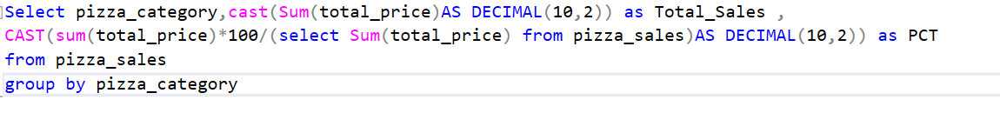 Select pizza_category,cast(Sum(total_price)AS DECIMAL(10,2)) as Total_Sales ,
CAST(sum(total_price)*100/(select Sum(total_price) from pizza_sales)AS DECIMAL(10,2)) as PCT
from pizza_sales
group by pizza_category